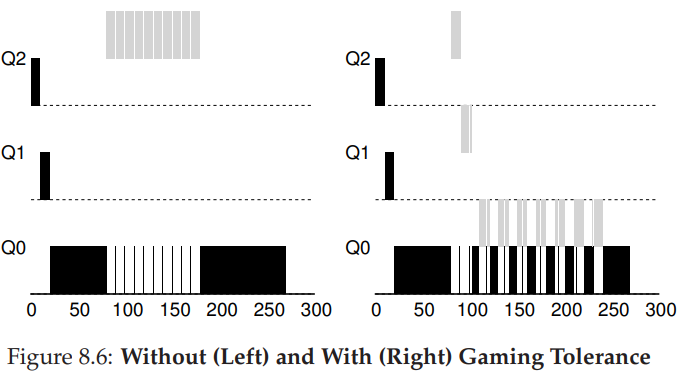 Q2 Q2
Q1 Q1
Q0 Q0
0 50 100 150 200 250 300 0 50 100 150 200 250 300
Figure 8.6: Without (Left) and With (Right) Gaming Tolerance